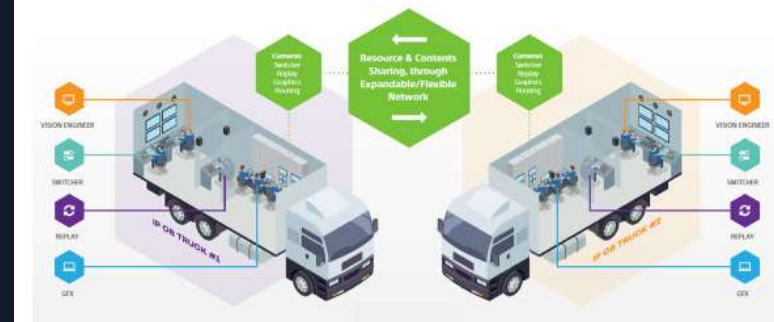 Cameras
Switcher
Replay
Graphics
Routing
Resource & Contents
Sharing, through
Expandable/Flexible
Network
Cameras
Switcher
Replay
Graphics
Routing
VISION ENGINEER
SWITCHER
REPLAY
GFX
IP OB TRUCK #1
VISION ENGINEER
SWITCHER
REPLAY
GFX
IP OB TRUCK #2